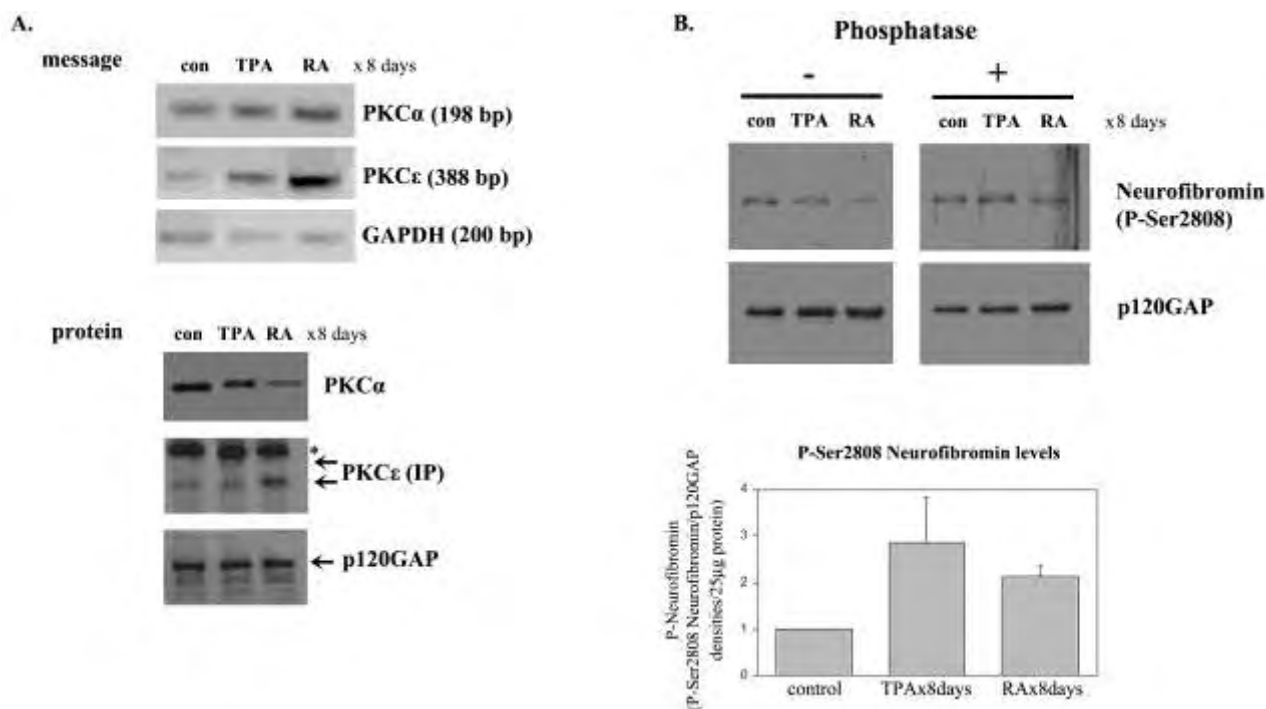 A.
message
con TPA RA x 8 days
PKCα (198 bp)
PKCε (388 bp)
GAPDH (200 bp)
protein
con TPA RA x8 days
PKCα
*
PKCε (IP)
p120GAP
B.
Phosphatase
- +
con TPA RA con TPA RA x8 days
Neurofibromin
(P-Ser2808)
p120GAP
P-Ser2808 Neurofibromin levels
P-Neurofibromin
(P-Ser2808 Neurofibromin/p120GAP
densities/25µg protein)
4
3
2
1
0
control TPAx8days RAx8days